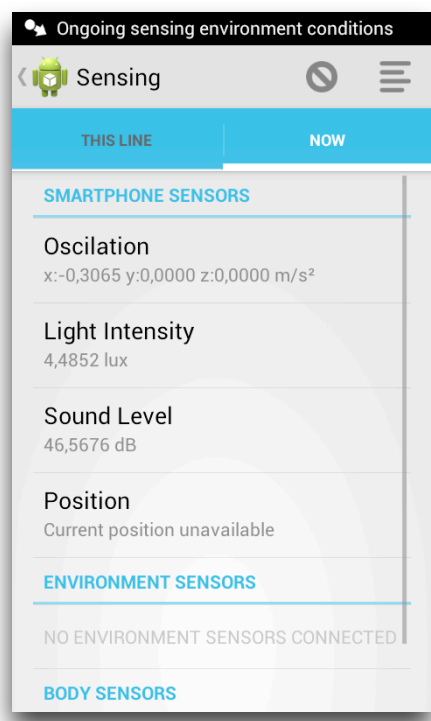 Ongoing sensing environment conditions
Sensing
THIS LINE
NOW
SMARTPHONE SENSORS
Oscilation
x:-0,3065 y:0,0000 z:0,0000 m/s²
Light Intensity
4,4852 lux
Sound Level
46,5676 dB
Position
Current position unavailable
ENVIRONMENT SENSORS
NO ENVIRONMENT SENSORS CONNECTED
BODY SENSORS